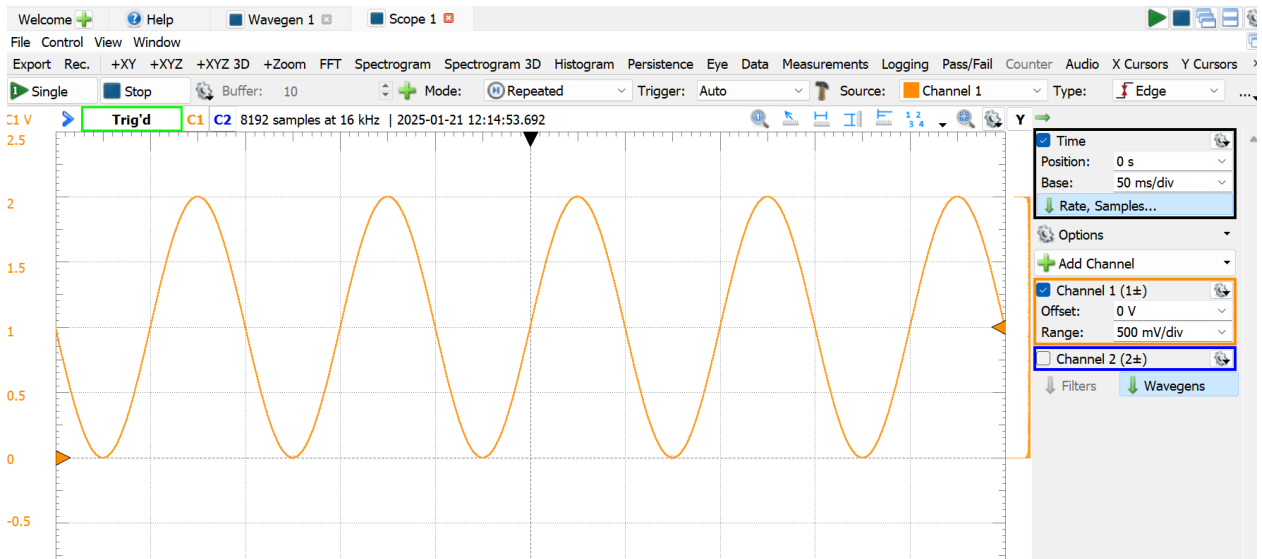 Welcome Help Wavegen 1 Scope 1
File Control View Window
Export Rec. +XY +XYZ +XYZ 3D +Zoom FFT Spectrogram Spectrogram 3D Histogram Persistence Eye Data Measurements Logging Pass/Fail Counter Audio X Cursors Y Cursors
Single Stop Buffer: 10 Mode: Repeated Trigger: Auto Source: Channel 1 Type: Edge ...
C1 V Trig'd C1 C2 8192 samples at 16 kHz | 2025-01-21 12:14:53.692 Y
2.5
2
1.5
1
0.5
0
-0.5
Time
Position: 0 s
Base: 50 ms/div
Rate, Samples...
Options
Add Channel
Channel 1 (1±)
Offset: 0 V
Range: 500 mV/div
Channel 2 (2±)
Filters Wavegens